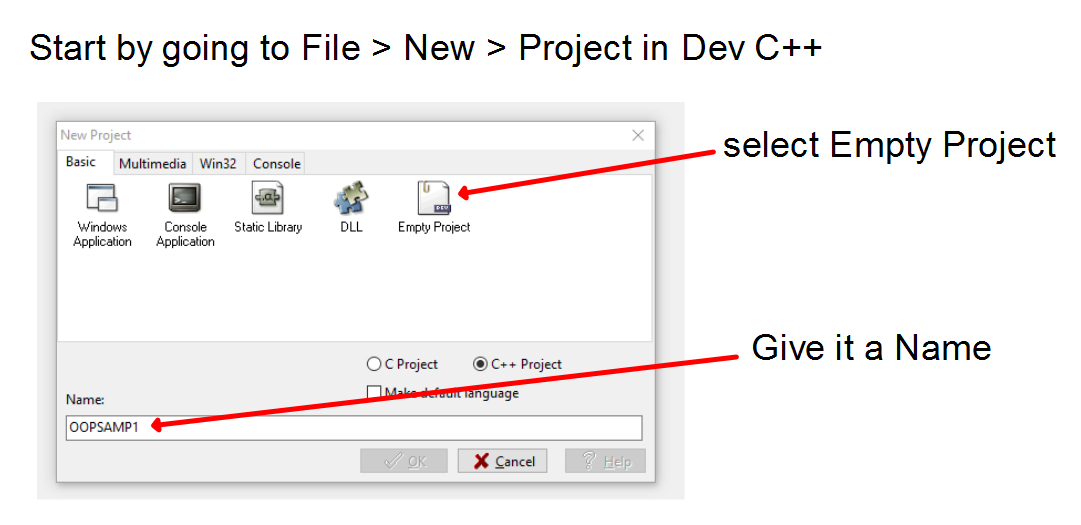 Start by going to File > New > Project in Dev C++
New Project
select Empty Project
Basic Multimedia Win32 Console
.a
DEV
Windows Application
Console Application
Static Library
DLL
Empty Project
Give it a Name
C Project C++ Project
Make default language
Name:
OOPSAMP1
OK Cancel Help